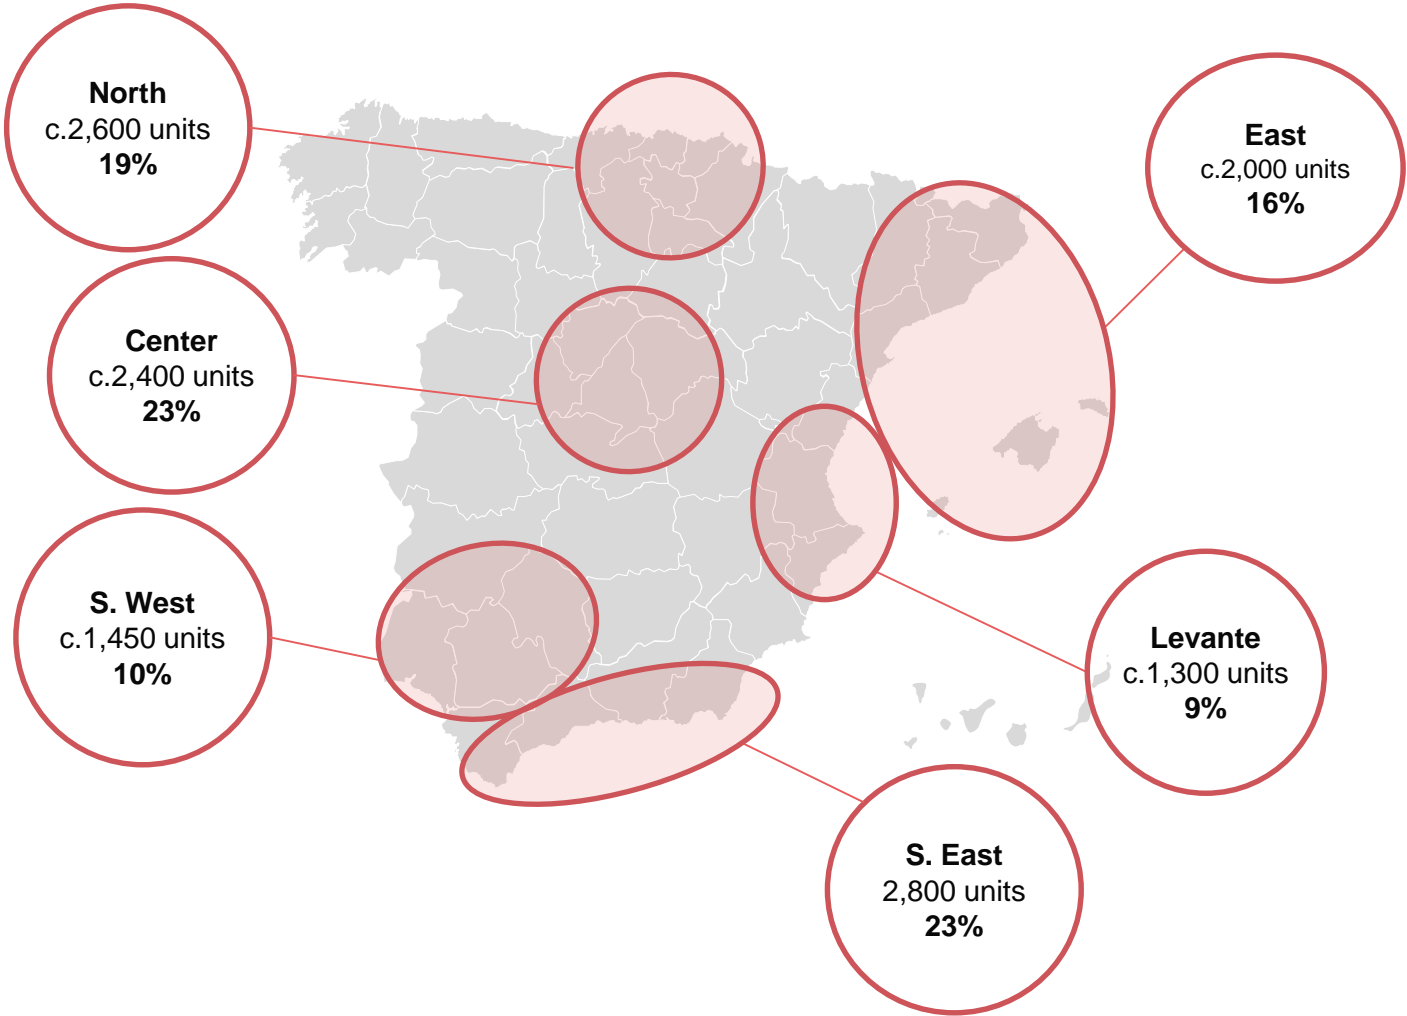 North
c.2,600 units
19%
East
c.2,000 units
16%
Center
c.2,400 units
23%
S. West
c.1,450 units
10%
Levante
c.1,300 units
9%
S. East
2,800 units
23%